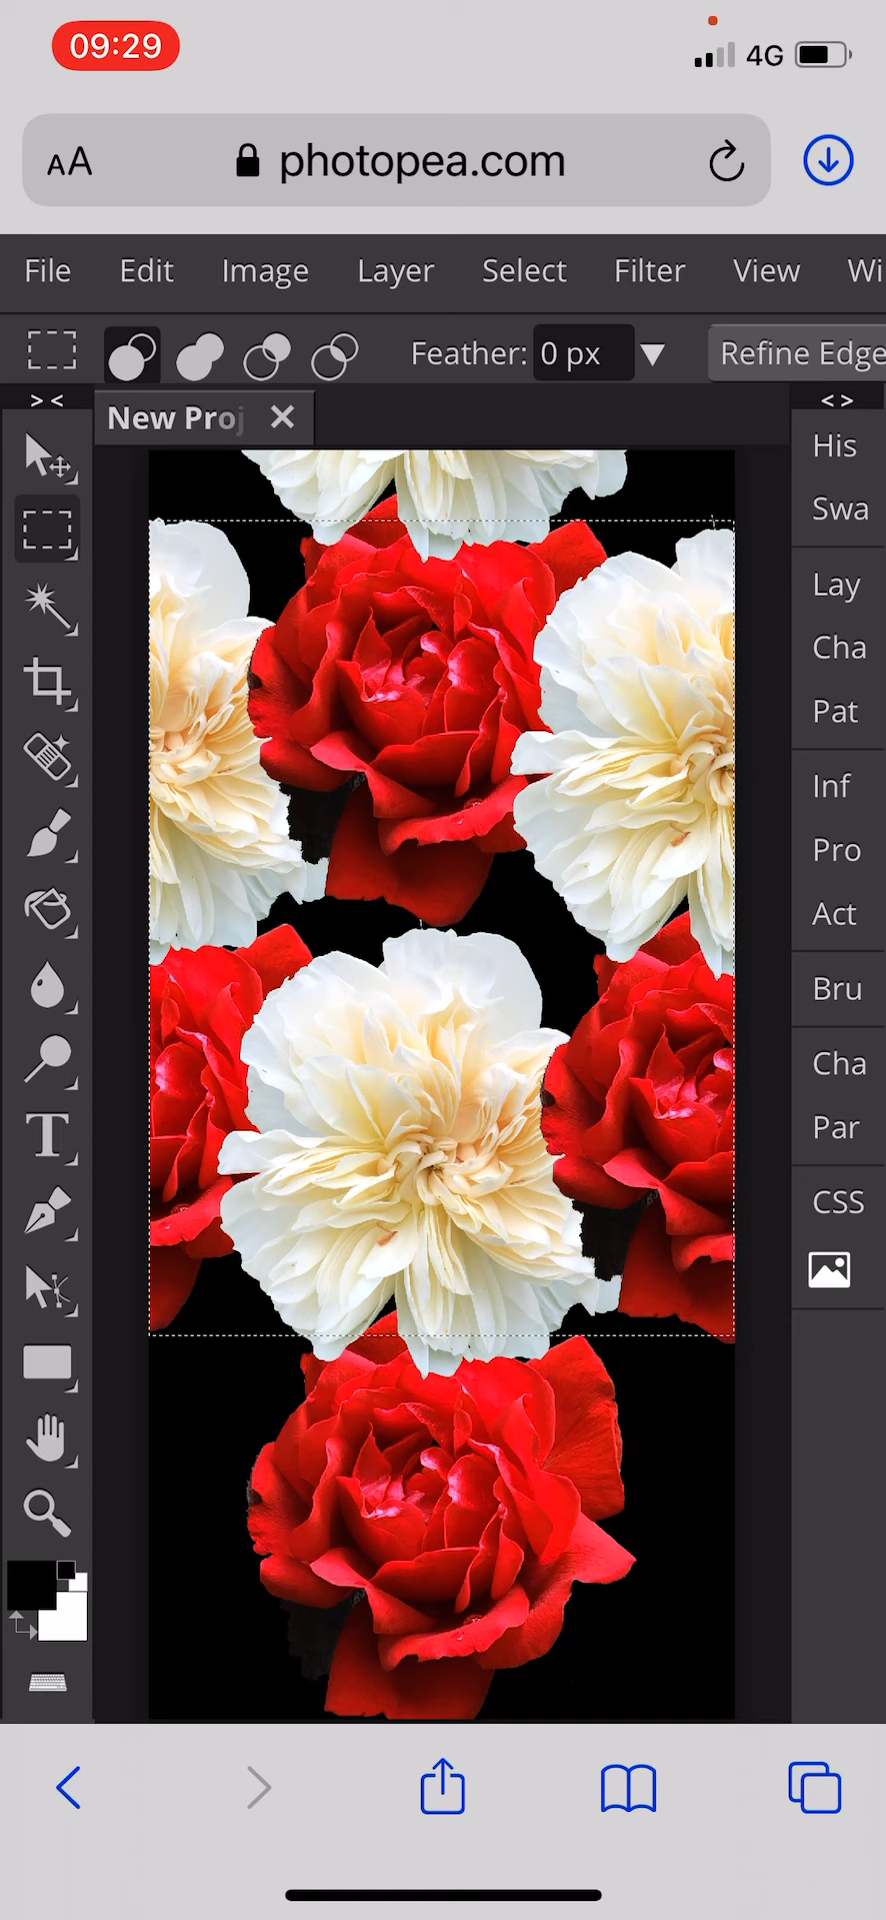 09:29
4G
AA
photopea.com
File Edit Image Layer Select Filter View Wi
Feather: 0 px Refine Edge
> < New Proj ✕ < >
His
Swa
Lay
Cha
Pat
Inf
Pro
Act
Bru
Cha
Par
CSS
T